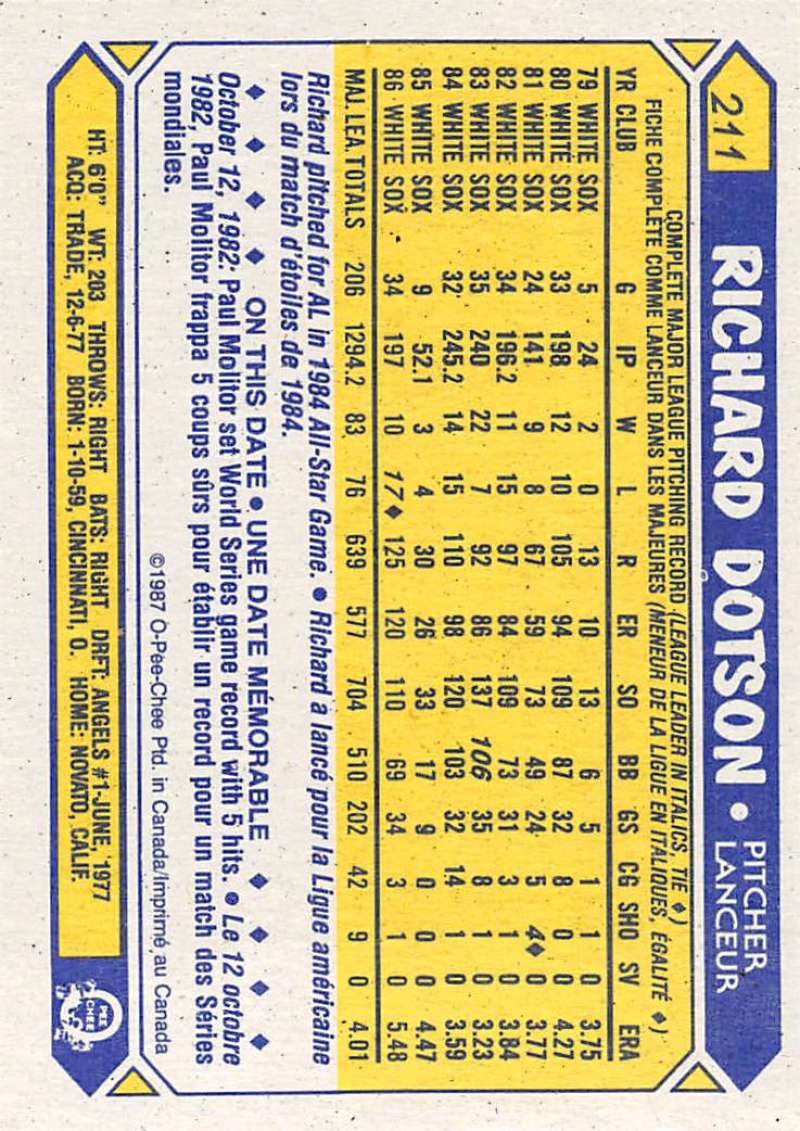 211 RICHARD DOTSON • PITCHER
LANCEUR
COMPLETE MAJOR LEAGUE PITCHING RECORD (LEAGUE LEADER IN ITALICS, TIE ♦)
FICHE COMPLÈTE COMME LANCEUR DANS LES MAJEURES (MENEUR DE LA LIGUE EN ITALIQUES, ÉGALITÉ ♦)
YR CLUB G IP W L R ER SO BB GS CG SHO SV ERA
79 WHITE SOX 5 24 2 0 13 10 13 6 5 1 1 0 3.75
80 WHITE SOX 33 198 12 10 105 94 109 87 32 8 0 0 4.27
81 WHITE SOX 24 141 9 8 67 59 73 49 24 5 4♦ 0 3.77
82 WHITE SOX 34 196.2 11 15 97 84 109 73 31 3 1 0 3.84
83 WHITE SOX 35 240 22 7 92 86 137 106 35 8 1 0 3.23
84 WHITE SOX 32 245.2 14 15 110 98 120 103 32 14 1 0 3.59
85 WHITE SOX 9 52.1 3 4 30 26 33 17 9 0 0 0 4.47
86 WHITE SOX 34 197 10 17♦ 125 120 110 69 34 3 1 0 5.48
MAJ. LEA TOTALS 206 1294.2 83 76 639 577 704 510 202 42 9 0 4.01
Richard pitched for AL in 1984 All-Star Game. • Richard a lancé pour la Ligue américaine
lors du match d'étoiles de 1984.
♦ ♦ ♦ ♦ ON THIS DATE • UNE DATE MÉMORABLE ♦ ♦ ♦ ♦
October 12, 1982: Paul Molitor set World Series game record with 5 hits. • Le 12 octobre
1982, Paul Molitor frappa 5 coups sûrs pour établir un record pour un match des Séries
mondiales.
©1987 O-Pee-Chee Ptd. in Canada/Imprimé au Canada
HT: 6'0" WT: 203 THROWS: RIGHT BATS: RIGHT DRFT: ANGELS #1-JUNE, 1977
ACQ: TRADE, 12-6-77 BORN: 1-10-59, CINCINNATI, O. HOME: NOVATO, CALIF.
O
PEE
CHEE